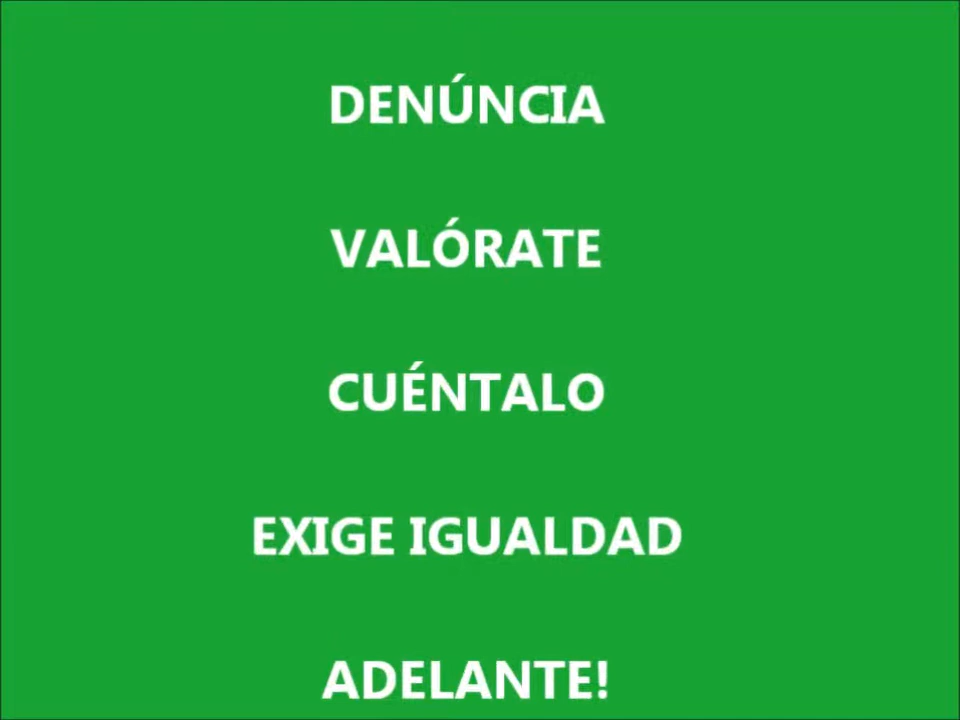 DENÚNCIA
VALÓRATE
CUÉNTALO
EXIGE IGUALDAD
ADELANTE!